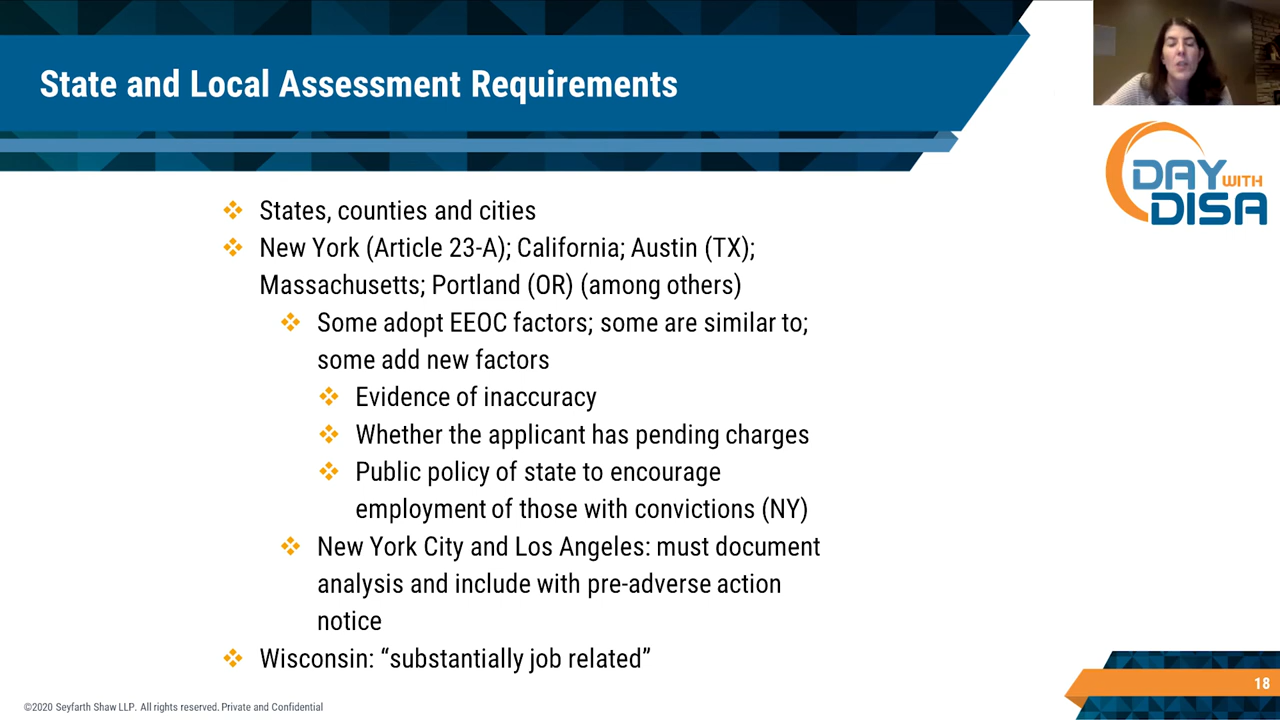 State and Local Assessment Requirements
DAY WITH
DISA
States, counties and cities
New York (Article 23-A); California; Austin (TX);
Massachusetts; Portland (OR) (among others)
Some adopt EEOC factors; some are similar to;
some add new factors
Evidence of inaccuracy
Whether the applicant has pending charges
Public policy of state to encourage
employment of those with convictions (NY)
New York City and Los Angeles: must document
analysis and include with pre-adverse action
notice
Wisconsin: “substantially job related”
18
©2020 Seyfarth Shaw LLP. All rights reserved. Private and Confidential